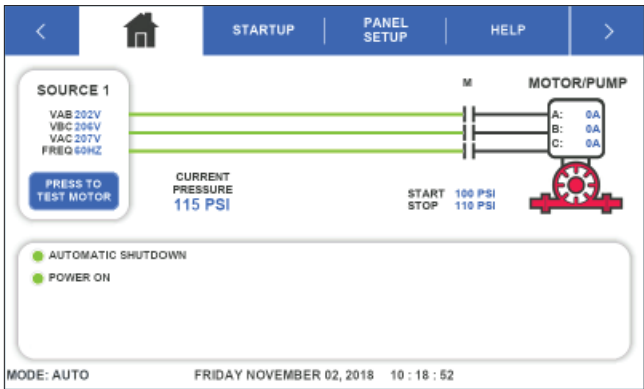 <
STARTUP
PANEL
SETUP
HELP
>
SOURCE 1
VAB 202V
VBC 206V
VAC 207V
FREQ 60HZ
PRESS TO
TEST MOTOR
CURRENT
PRESSURE
115 PSI
M
START 100 PSI
STOP 110 PSI
MOTOR/PUMP
A: 0A
B: 0A
C: 0A
AUTOMATIC SHUTDOWN
POWER ON
MODE: AUTO
FRIDAY NOVEMBER 02, 2018 10 : 18 : 52